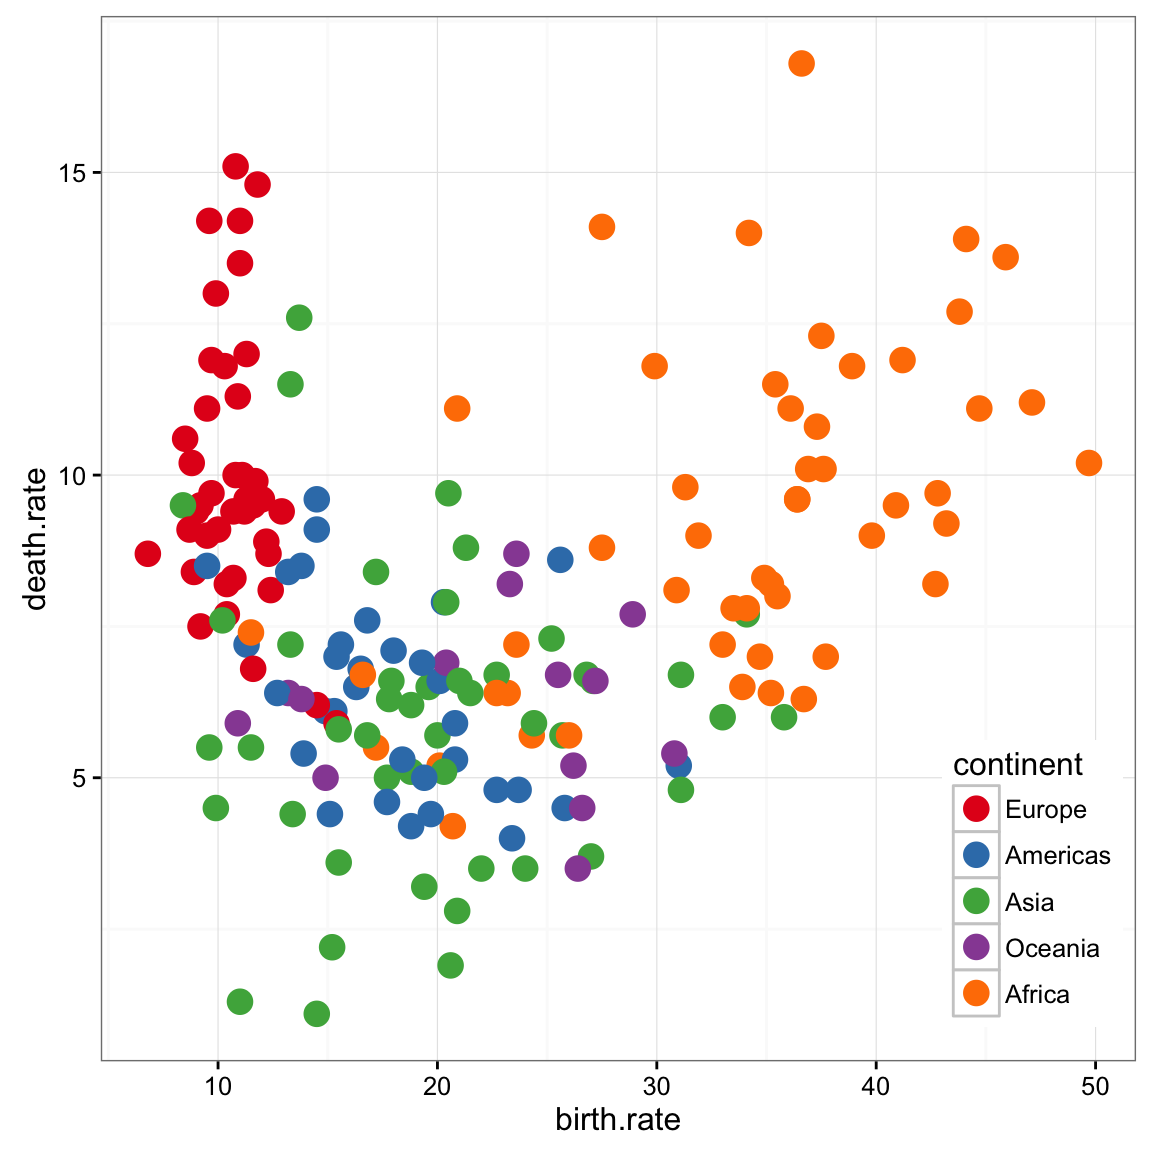 15
10
5
death.rate
continent
Europe
Americas
Asia
Oceania
Africa
10 20 30 40 50
birth.rate